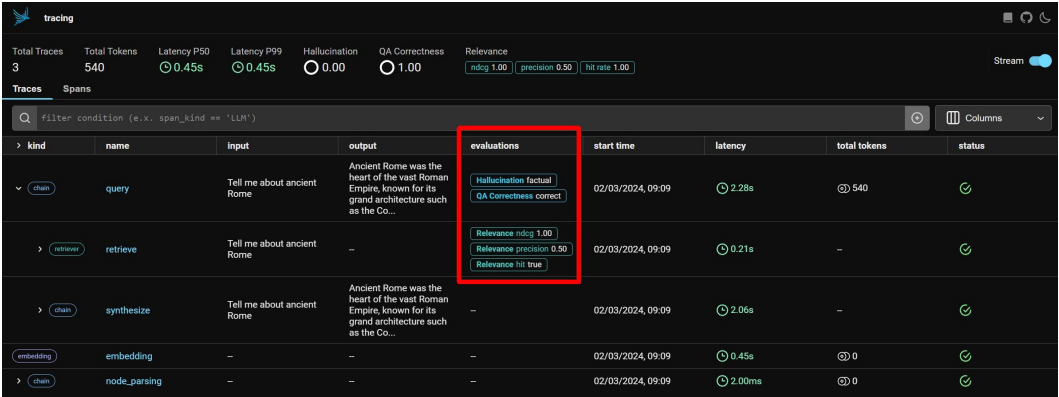 tracing
Total Traces Total Tokens Latency P50 Latency P99 Hallucination QA Correctness Relevance
3 540 0.45s 0.45s 0.00 1.00 ndcg 1.00 precision 0.50 hit rate 1.00
Stream
Traces Spans
filter condition (e.x. span_kind == 'LLM')
Columns
kind name input output evaluations start time latency total tokens status
chain query
Tell me about ancient
Rome
Ancient Rome was the
heart of the vast Roman
Empire, known for its
grand architecture such
as the Co...
Hallucination factual
QA Correctness correct
02/03/2024, 09:09 2.28s 540
retriever retrieve
Tell me about ancient
Rome
--
Relevance ndcg 1.00
Relevance precision 0.50
Relevance hit true
02/03/2024, 09:09 0.21s --
chain synthesize
Tell me about ancient
Rome
Ancient Rome was the
heart of the vast Roman
Empire, known for its
grand architecture such
as the Co...
--
02/03/2024, 09:09 2.06s --
embedding embedding -- -- -- 02/03/2024, 09:09 0.45s 0
chain node_parsing -- -- -- 02/03/2024, 09:09 2.00ms 0